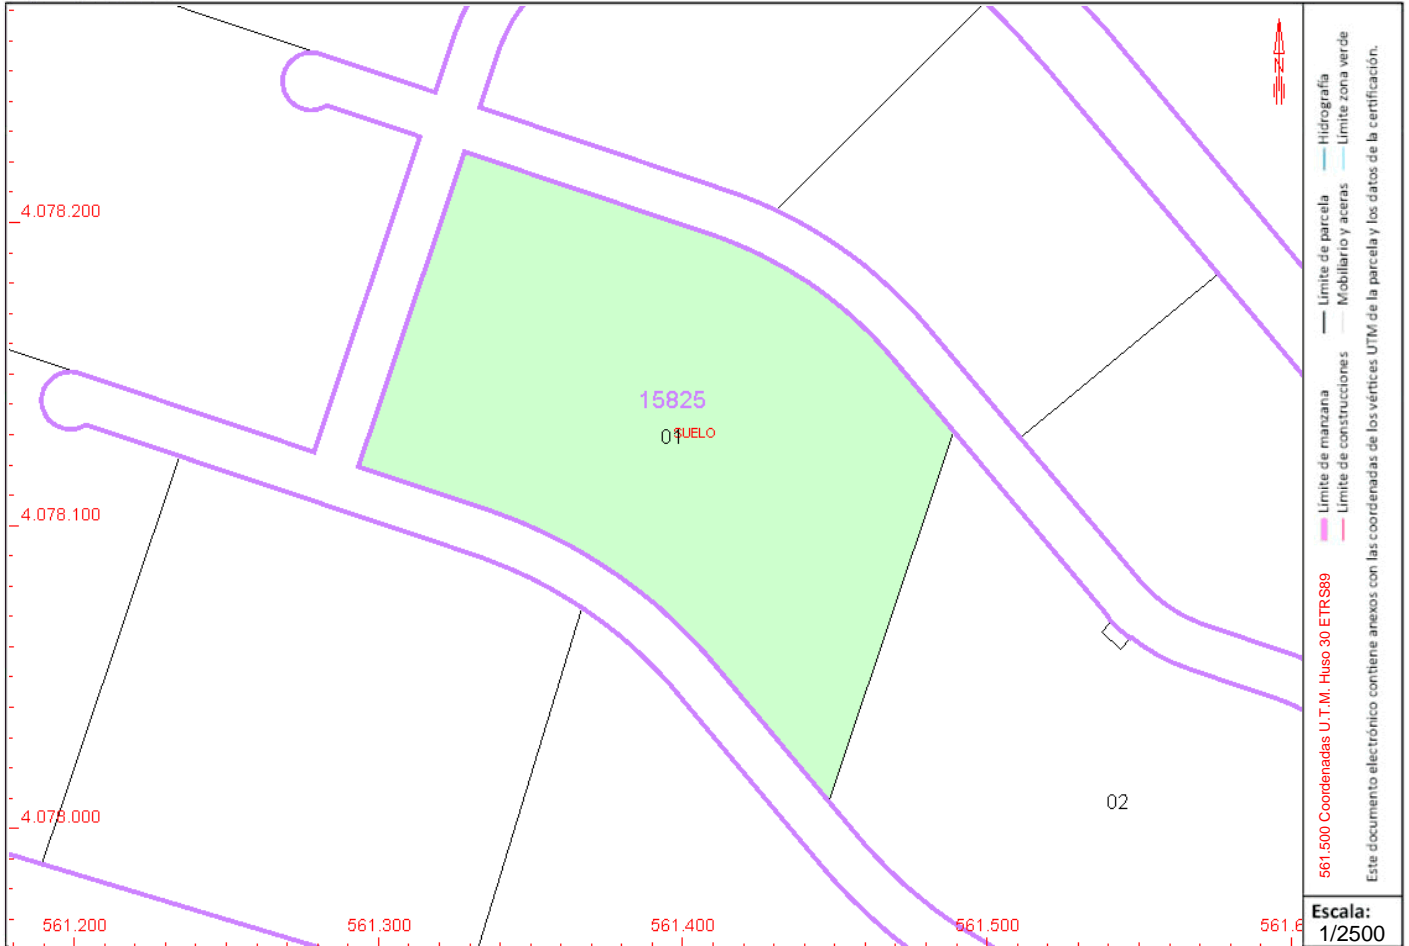 N
4.078.200
15825
01
SUELO
4.078.100
02
4.078.000
561.200
561.300
561.400
561.500
561.6
561.500 Coordenadas U.T.M. Huso 30 ETRS89
Límite de manzana
Límite de parcela
Hidrografía
Límite de construcciones
Mobiliario y aceras
Límite zona verde
Este documento electrónico contiene anexos con las coordenadas de los vértices UTM de la parcela y los datos de la certificación.
Escala:
1/2500